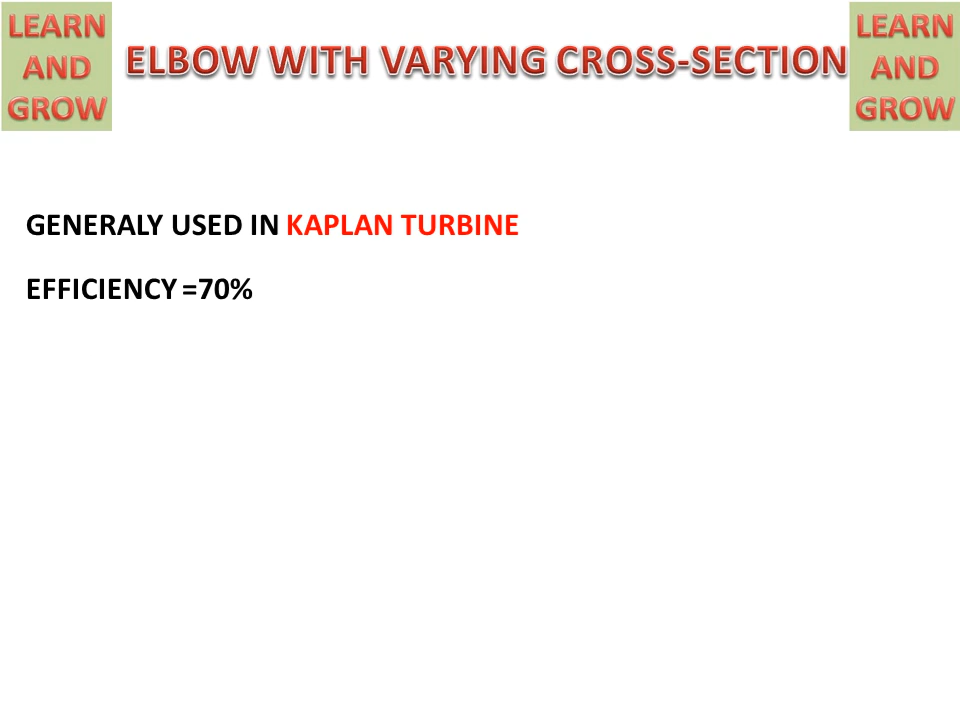 LEARN
AND
GROW
ELBOW WITH VARYING CROSS-SECTION
LEARN
AND
GROW
GENERALY USED IN KAPLAN TURBINE
EFFICIENCY =70%